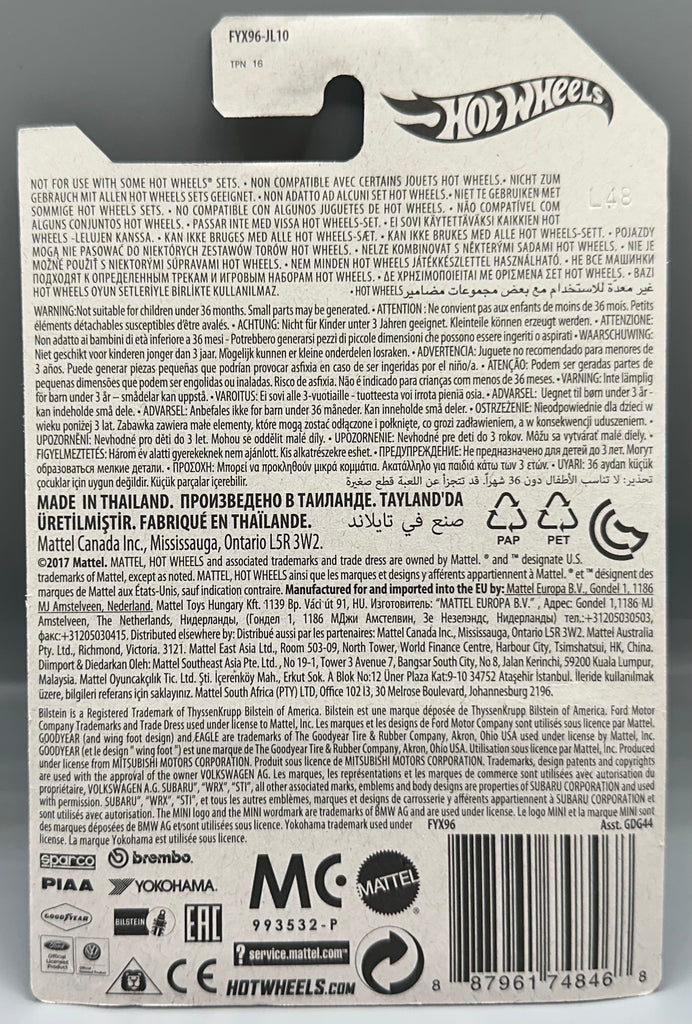 FYX96-JL10
TPN 16
HOT WHEELS
L48
NOT FOR USE WITH SOME HOT WHEELS® SETS. • NON COMPATIBLE AVEC CERTAINS JOUETS HOT WHEELS.• NICHT ZUM
GEBRAUCH MIT ALLEN HOT WHEELS SETS GEEIGNET. • NON ADATTO AD ALCUNI SET HOT WHEELS. • NIET TE GEBRUIKEN MET
SOMMIGE HOT WHEELS SETS. • NO COMPATIBLE CON ALGUNOS JUGUETES DE HOT WHEELS. • NÃO COMPATÍVEL COM
ALGUNS CONJUNTOS HOT WHEELS. • PASSAR INTE MED VISSA HOT WHEELS-SET. • EI SOVI KÄYTETTÄVÄKSI KAIKKIEN HOT
WHEELS -LELUJEN KANSSA. • KAN IKKE BRUGES MED ALLE HOT WHEELS-SÆT. • KAN IKKE BRUKES MED ALLE HOT WHEELS-SETT. • POJAZDY
MOGĄ NIE PASOWAĆ DO NIEKTÓRYCH ZESTAWÓW TORÓW HOT WHEELS. • NELZE KOMBINOVAT S NĚKTERÝMI SADAMI HOT WHEELS. • NIE JE
MOŽNÉ POUŽIŤ S NIEKTORÝMI SÚPRAVAMI HOT WHEELS. • NEM MINDEN HOT WHEELS JÁTÉKKÉSZLETTEL HASZNÁLHATÓ. • НЕ ВСЕ МАШИНКИ
ПОДХОДЯТ К ОПРЕДЕЛЕННЫМ ТРЕКАМ И ИГРОВЫМ НАБОРАМ HOT WHEELS. • ΔΕ ΧΡΗΣΙΜΟΠΟΙΕΙΤΑΙ ΜΕ ΟΡΙΣΜΕΝΑ ΣΕΤ HOT WHEELS. • BAZI
HOT WHEELS OYUN SETLERİYLE BİRLİKTE KULLANILMAZ. غير معدة للاستخدام مع بعض مجموعات مضامير HOT WHEELS •
WARNING:Not suitable for children under 36 months. Small parts may be generated. • ATTENTION : Ne convient pas aux enfants de moins de 36 mois. Petits
éléments détachables susceptibles d'être avalés. • ACHTUNG: Nicht für Kinder unter 3 Jahren geeignet. Kleinteile können erzeugt werden. • ATTENZIONE:
Non adatto ai bambini di età inferiore a 36 mesi - Potrebbero generarsi pezzi di piccole dimensioni che possono essere ingeriti o aspirati • WAARSCHUWING:
Niet geschikt voor kinderen jonger dan 3 jaar. Mogelijk kunnen er kleine onderdelen losraken. • ADVERTENCIA: Juguete no recomendado para menores de
3 años. Puede generar piezas pequeñas que podrían provocar asfixia en caso de ser ingeridas por el niño/a. • ATENÇÃO: Podem ser geradas partes de
pequenas dimensões que podem ser engolidas ou inaladas. Risco de asfixia. Não é indicado para crianças com menos de 36 meses. • VARNING: Inte lämplig
för barn under 3 år – smådelar kan uppstå. • VAROITUS: Ei sovi alle 3-vuotiaille - tuotteesta voi irrota pieniä osia. • ADVARSEL: Uegnet til børn under 3 år -
kan indeholde små dele. • ADVARSEL: Anbefales ikke for barn under 36 måneder. Kan inneholde små deler. • OSTRZEŻENIE: Nieodpowiednie dla dzieci w
wieku poniżej 3 lat. Zabawka zawiera małe elementy, które mogą zostać odłączone i połknięte, co grozi zadławieniem, a w konsekwencji uduszeniem. •
UPOZORNĚNÍ: Nevhodné pro děti do 3 let. Mohou se oddělit malé díly. • UPOZORNENIE: Nevhodné pre deti do 3 rokov. Môžu sa vytvárať malé diely. •
FIGYELMEZTETÉS: Három év alatti gyerekeknek nem ajánlott. Kis alkatrészekre eshet. • ПРЕДУПРЕЖДЕНИЕ: Не предназначено для детей до 3 лет. Могут
образоваться мелкие детали. • ΠΡΟΣΟΧΗ: Μπορεί να προκληθούν μικρά κομμάτια. Ακατάλληλο για παιδιά κάτω των 3 ετών. • UYARI: 36 aydan küçük
çocuklar için uygun değildir. Küçük parçalar içerebilir. تحذير: لا تناسب الأطفال دون 36 شهراً. قد تتجزأ عن اللعبة قطع صغيرة
MADE IN THAILAND. ПРОИЗВЕДЕНО В ТАИЛАНДЕ. TAYLAND'DA
ÜRETİLMİŞTİR. FABRIQUÉ EN THAÏLANDE. صنع في تايلاند
PAP PET
Mattel Canada Inc., Mississauga, Ontario L5R 3W2.
©2017 Mattel. MATTEL, HOT WHEELS and associated trademarks and trade dress are owned by Mattel. ® and ™ designate U.S.
trademarks of Mattel, except as noted. MATTEL, HOT WHEELS ainsi que les marques et designs y afférents appartiennent à Mattel. ® et ™ désignent des
marques de Mattel aux États-Unis, sauf indication contraire. Manufactured for and imported into the EU by: Mattel Europa B.V., Gondel 1, 1186
MJ Amstelveen, Nederland. Mattel Toys Hungary Kft. 1139 Bp. Váci út 91, HU. Изготовитель: "MATTEL EUROPA B.V." , Адрес: Gondel 1,1186 MJ
Amstelveen, The Netherlands, Нидерланды, (Гондел 1, 1186 МДжи Амстелвин, Зе Незелэндс, Нидерланды) тел.:+31205030503,
факс:+31205030415. Distributed elsewhere by: Distribué aussi par les partenaires: Mattel Canada Inc., Mississauga, Ontario L5R 3W2. Mattel Australia
Pty. Ltd., Richmond, Victoria. 3121. Mattel East Asia Ltd., Room 503-09, North Tower, World Finance Centre, Harbour City, Tsimshatsui, HK, China.
Diimport & Diedarkan Oleh: Mattel Southeast Asia Pte. Ltd., No 19-1, Tower 3 Avenue 7, Bangsar South City, No 8, Jalan Kerinchi, 59200 Kuala Lumpur,
Malaysia. Mattel Oyuncakçılık Tic. Ltd. Şti. İçerenköy Mah., Erkut Sok. A Blok No:12 Üner Plaza Kat:9-10 34752 Ataşehir İstanbul. İleride kullanılmak
üzere, bilgileri referans için saklayınız. Mattel South Africa (PTY) LTD, Office 102 I3, 30 Melrose Boulevard, Johannesburg 2196.
Bilstein is a Registered Trademark of ThyssenKrupp Bilstein of America. Bilstein est une marque déposée de ThyssenKrupp Bilstein of America. Ford Motor
Company Trademarks and Trade Dress used under license to Mattel, Inc. Les marques et les designs de Ford Motor Company sont utilisés sous licence par Mattel.
GOODYEAR (and wing foot design) and EAGLE are trademarks of The Goodyear Tire & Rubber Company, Akron, Ohio USA used under license by Mattel, Inc.
GOODYEAR (et le design " wing foot ") est une marque de The Goodyear Tire & Rubber Company, Akron, Ohio USA. Utilisation sous licence par Mattel, Inc. Produced
under license from MITSUBISHI MOTORS CORPORATION. Produit sous licence de MITSUBISHI MOTORS CORPORATION. Trademarks, design patents and copyrights
are used with the approval of the owner VOLKSWAGEN AG. Les marques, les représentations et les marques de commerce sont utilisées avec autorisation du
propriétaire, VOLKSWAGEN A.G. SUBARU", "WRX", "STI", all other associated marks, emblems and body designs are properties of SUBARU CORPORATION and used
with permission. SUBARU", "WRX", "STI", et tous les autres emblèmes, marques et designs de carrosserie y afférents appartiennent à SUBARU CORPORATION et
sont utilisés avec autorisation. The MINI logo and the MINI wordmark are trademarks of BMW AG and are used under license. Le logo MINI et la marque MINI sont
des marques déposées de BMW AG etsont utilisées sous licence. Yokohama trademark used under
license. La marque Yokohama est utilisée sous licence.
FYX96 Asst. GDG44
sparco brembo.
PIAA YOKOHAMA.
GOODYEAR BILSTEIN EAC
MC
993532-P
MATTEL
Ford
Official Licensed Product
? service.mattel.com™
CE HOTWHEELS.COM
8 87961 74846 8